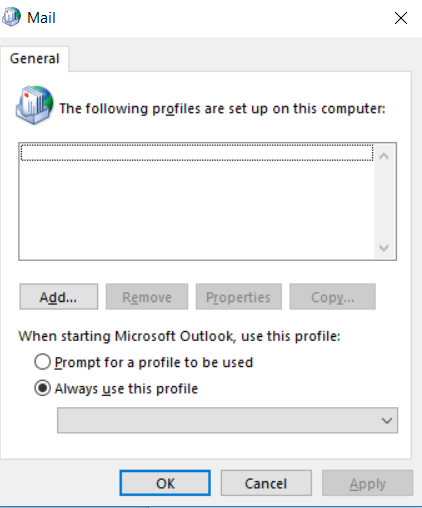 Mail
General
The following profiles are set up on this computer:
Add...
Remove
Properties
Copy...
When starting Microsoft Outlook, use this profile:
Prompt for a profile to be used
Always use this profile
OK
Cancel
Apply